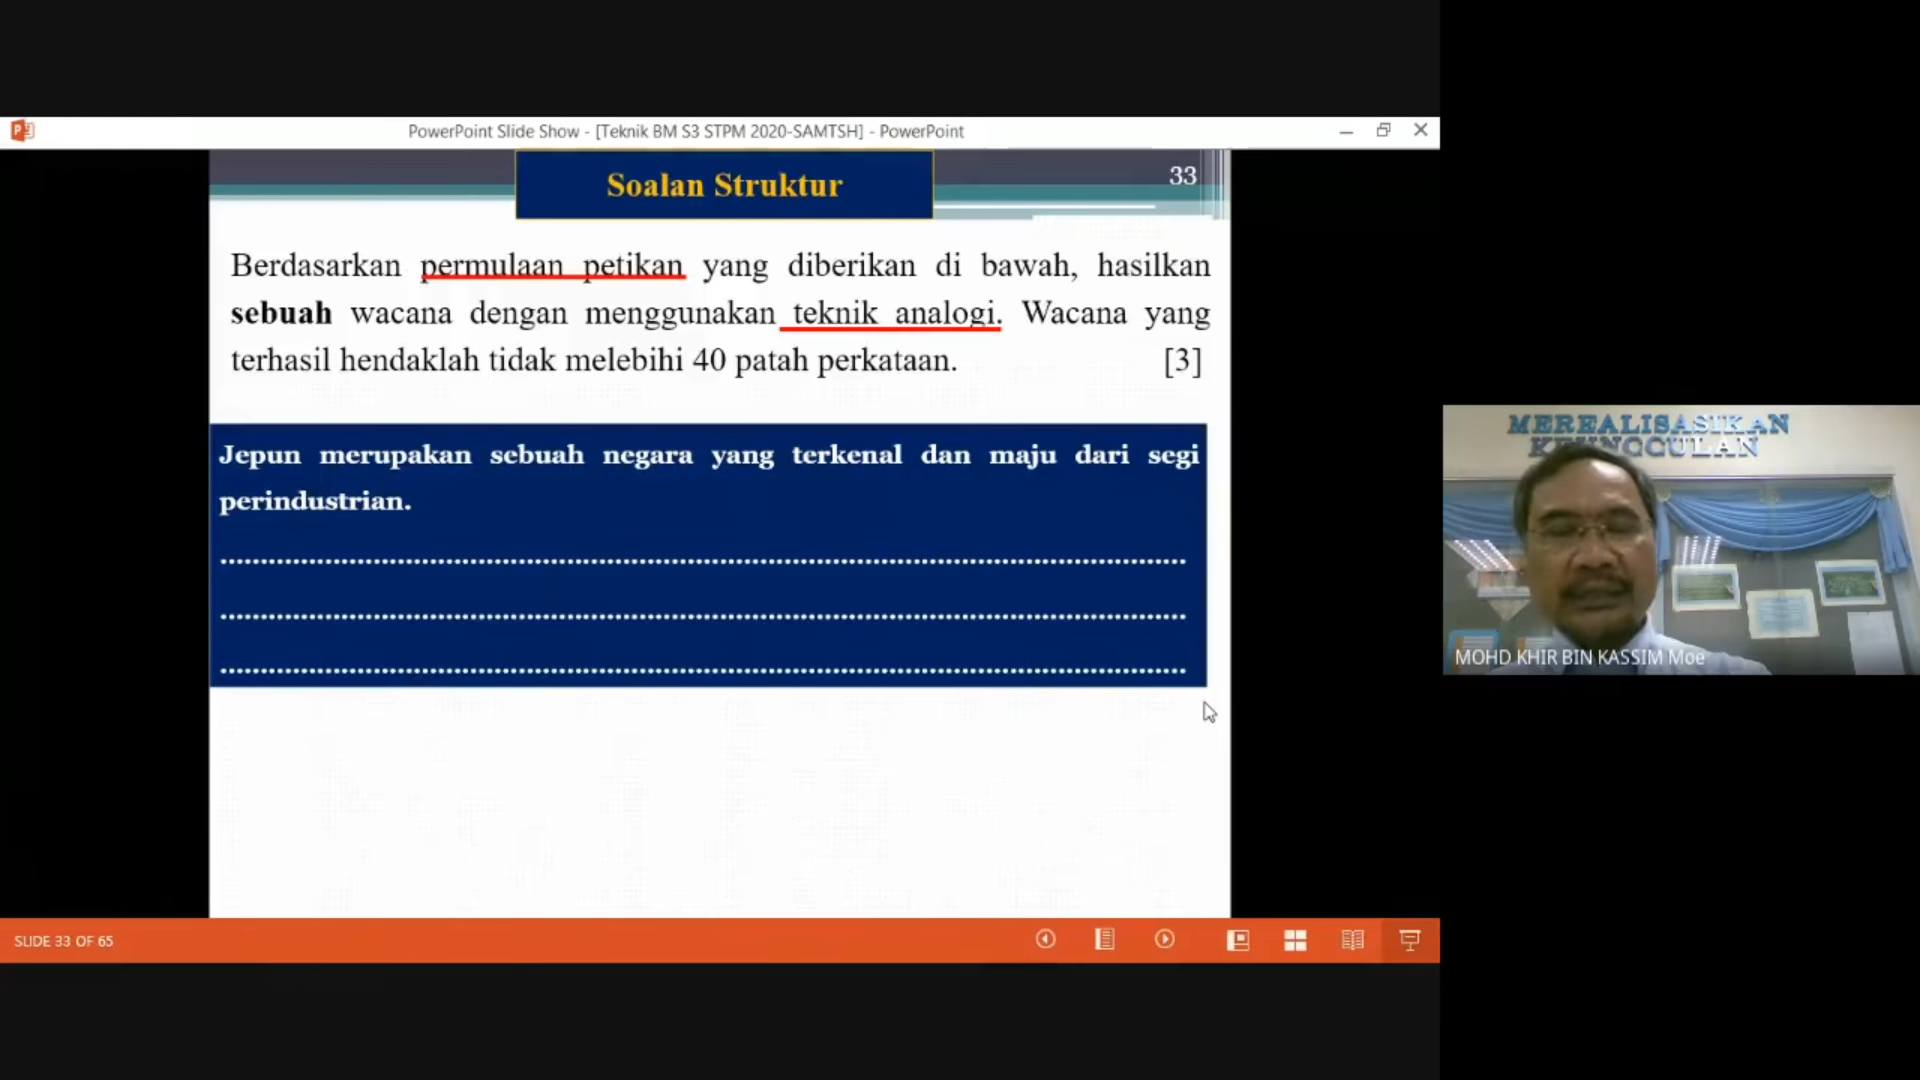 PowerPoint Slide Show - [Teknik BM S3 STPM 2020-SAMTSH] - PowerPoint
Soalan Struktur
33
Berdasarkan permulaan petikan yang diberikan di bawah, hasilkan
sebuah wacana dengan menggunakan teknik analogi. Wacana yang
terhasil hendaklah tidak melebihi 40 patah perkataan. [3]
Jepun merupakan sebuah negara yang terkenal dan maju dari segi
perindustrian.
MEREALISASIKAN
KEUNGGULAN
MOHD KHIR BIN KASSIM Moe
SLIDE 33 OF 65